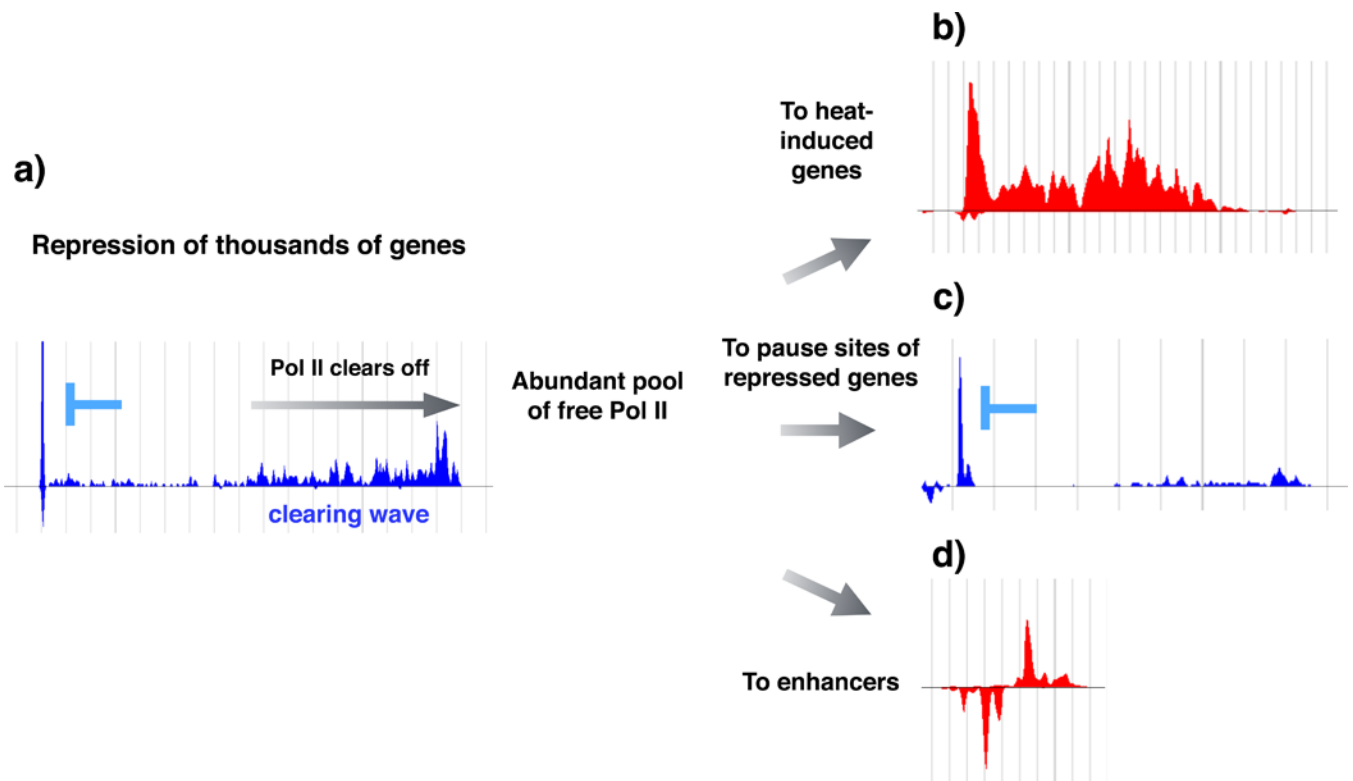 a)
Repression of thousands of genes
Pol II clears off
clearing wave
Abundant pool
of free Pol II
b)
To heat-
induced
genes
c)
To pause sites of
repressed genes
d)
To enhancers